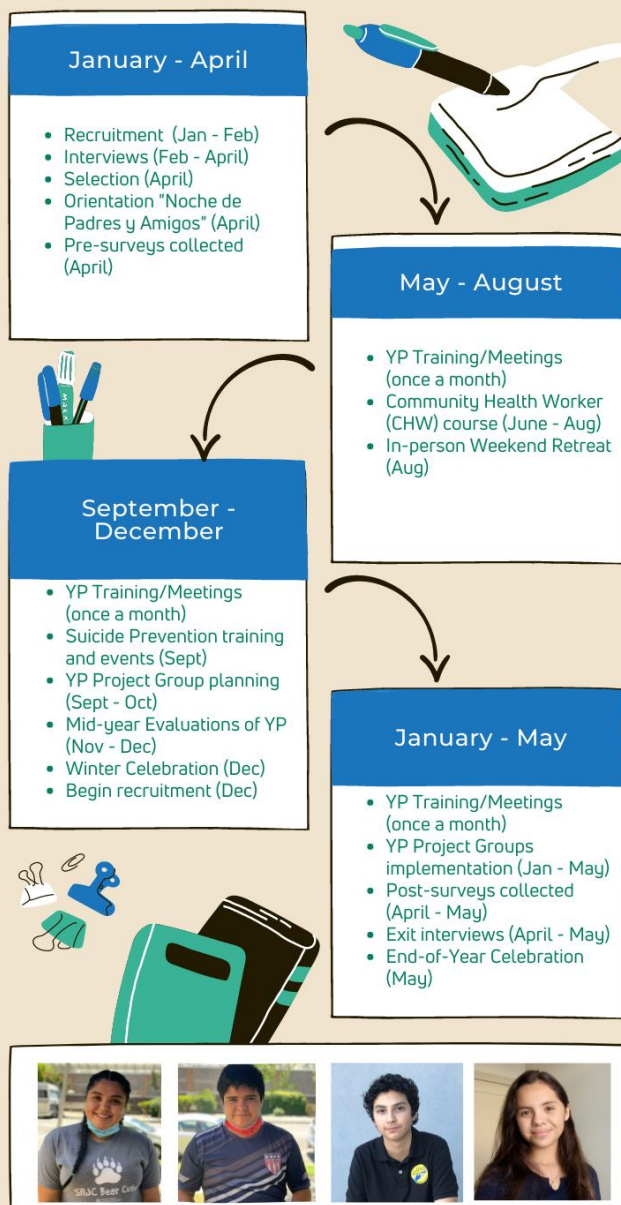 January - April
• Recruitment (Jan - Feb)
• Interviews (Feb - April)
• Selection (April)
• Orientation "Noche de
Padres y Amigos" (April)
• Pre-surveys collected
(April)
May - August
• YP Training/Meetings
(once a month)
• Community Health Worker
(CHW) course (June - Aug)
• In-person Weekend Retreat
(Aug)
September -
December
• YP Training/Meetings
(once a month)
• Suicide Prevention training
and events (Sept)
• YP Project Group planning
(Sept - Oct)
• Mid-year Evaluations of YP
(Nov - Dec)
• Winter Celebration (Dec)
• Begin recruitment (Dec)
January - May
• YP Training/Meetings
(once a month)
• YP Project Groups
implementation (Jan - May)
• Post-surveys collected
(April - May)
• Exit interviews (April - May)
• End-of-Year Celebration
(May)
SRJC Bear